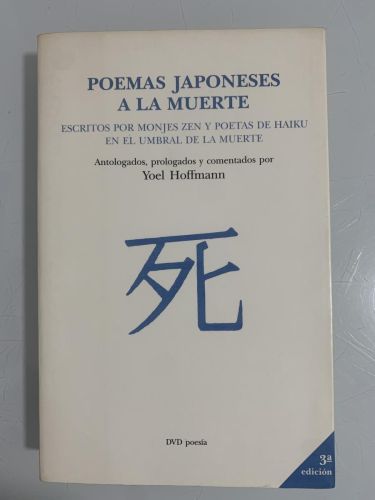 POEMAS JAPONESES
A LA MUERTE
ESCRITOS POR MONJES ZEN Y POETAS DE HAIKU
EN EL UMBRAL DE LA MUERTE
Antologados, prologados y comentados por
Yoel Hoffmann
死
DVD poesía
3ª
edición